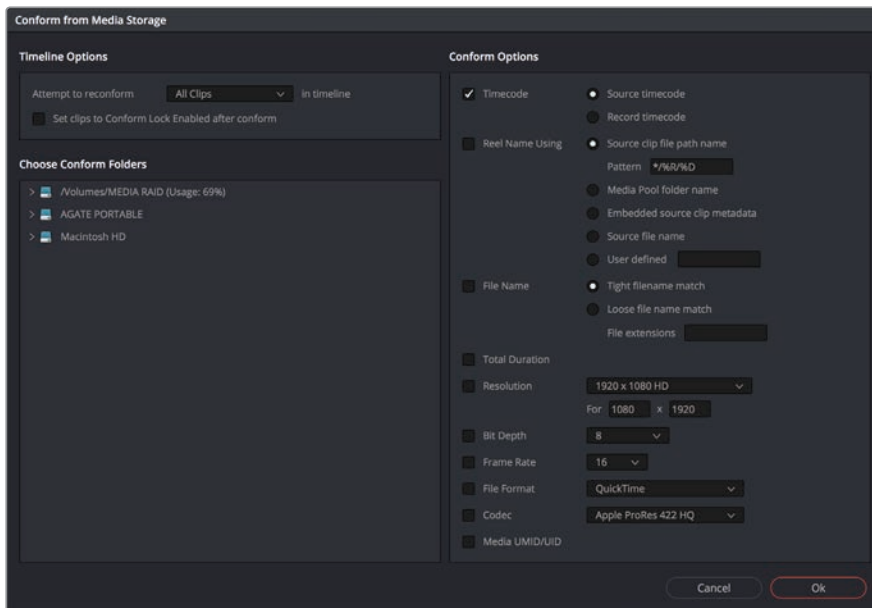 Conform from Media Storage
Timeline Options
Attempt to reconform All Clips in timeline
Set clips to Conform Lock Enabled after conform
Choose Conform Folders
/Volumes/MEDIA RAID (Usage: 69%)
AGATE PORTABLE
Macintosh HD
Conform Options
Timecode Source timecode
Record timecode
Reel Name Using Source clip file path name
Pattern */%R/%D
Media Pool folder name
Embedded source clip metadata
Source file name
User defined
File Name Tight filename match
Loose file name match
File extensions
Total Duration
Resolution 1920 x 1080 HD
For 1080 x 1920
Bit Depth 8
Frame Rate 16
File Format QuickTime
Codec Apple ProRes 422 HQ
Media UMID/UID
Cancel Ok